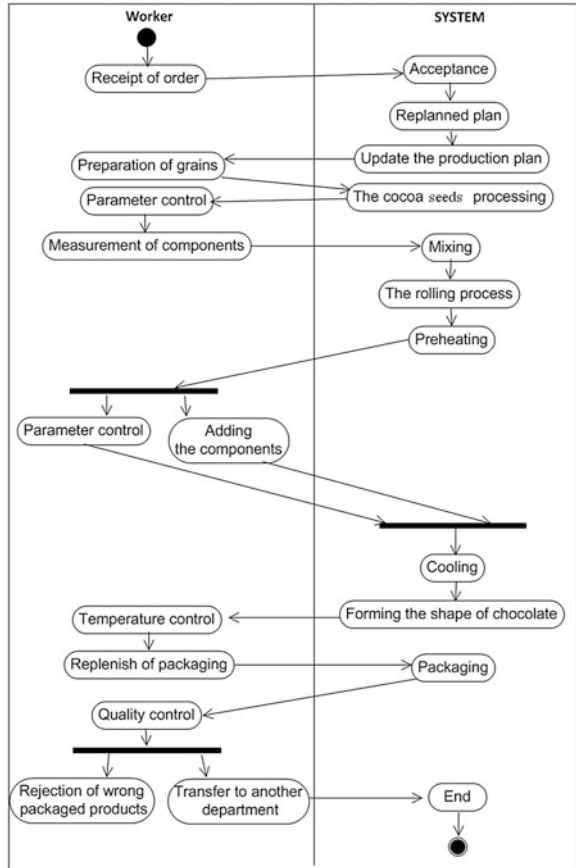 Worker
SYSTEM
Receipt of order
Acceptance
Replanned plan
Update the production plan
Preparation of grains
The cocoa seeds processing
Parameter control
Measurement of components
Mixing
The rolling process
Preheating
Parameter control
Adding
the components
Cooling
Forming the shape of chocolate
Temperature control
Replenish of packaging
Packaging
Quality control
Rejection of wrong
packaged products
Transfer to another
department
End